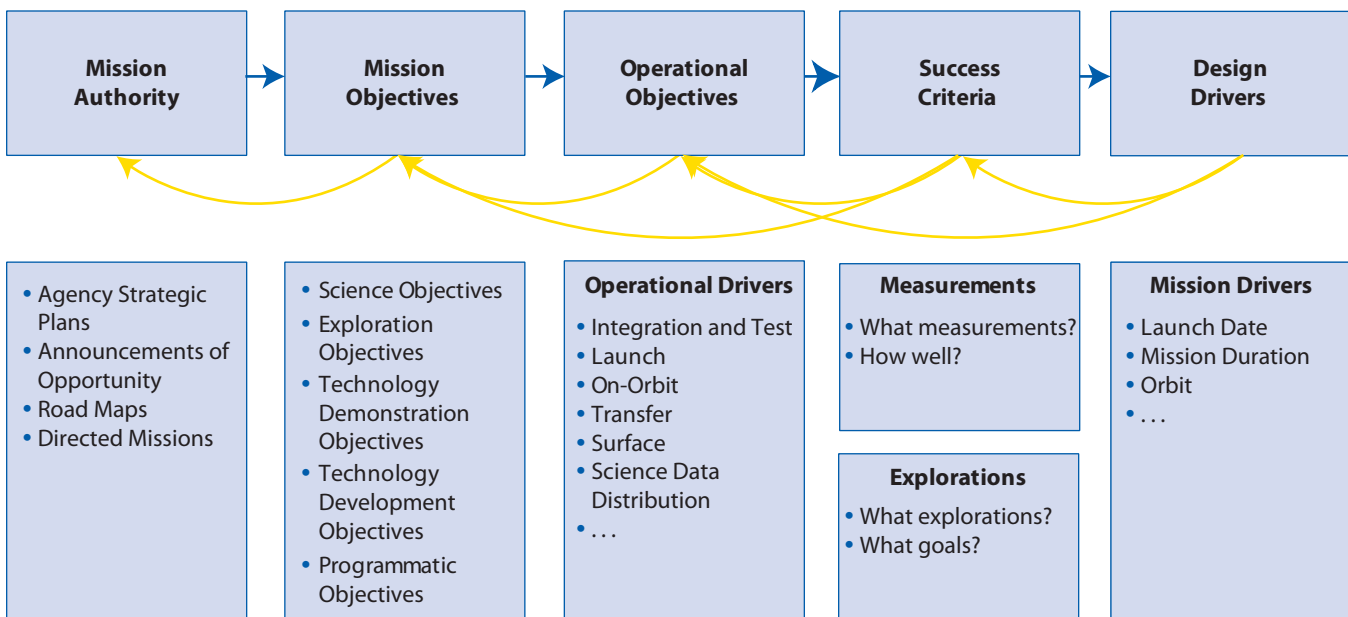 Mission
Authority
Mission
Objectives
Operational
Objectives
Success
Criteria
Design
Drivers
• Agency Strategic
Plans
• Announcements of
Opportunity
• Road Maps
• Directed Missions
• Science Objectives
• Exploration
Objectives
• Technology
Demonstration
Objectives
• Technology
Development
Objectives
• Programmatic
Objectives
Operational Drivers
• Integration and Test
• Launch
• On-Orbit
• Transfer
• Surface
• Science Data
Distribution
• . . .
Measurements
• What measurements?
• How well?
Explorations
• What explorations?
• What goals?
Mission Drivers
• Launch Date
• Mission Duration
• Orbit
• . . .